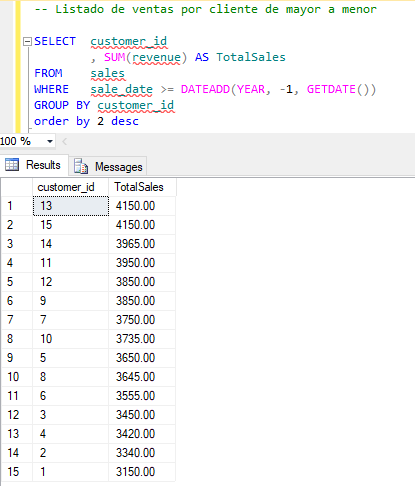 -- Listado de ventas por cliente de mayor a menor
SELECT customer_id
, SUM(revenue) AS TotalSales
FROM sales
WHERE sale_date >= DATEADD(YEAR, -1, GETDATE())
GROUP BY customer_id
order by 2 desc
100 %
Results Messages
customer_id TotalSales
1 13 4150.00
2 15 4150.00
3 14 3965.00
4 11 3950.00
5 12 3850.00
6 9 3850.00
7 7 3750.00
8 10 3735.00
9 5 3650.00
10 8 3645.00
11 6 3555.00
12 3 3450.00
13 4 3420.00
14 2 3340.00
15 1 3150.00